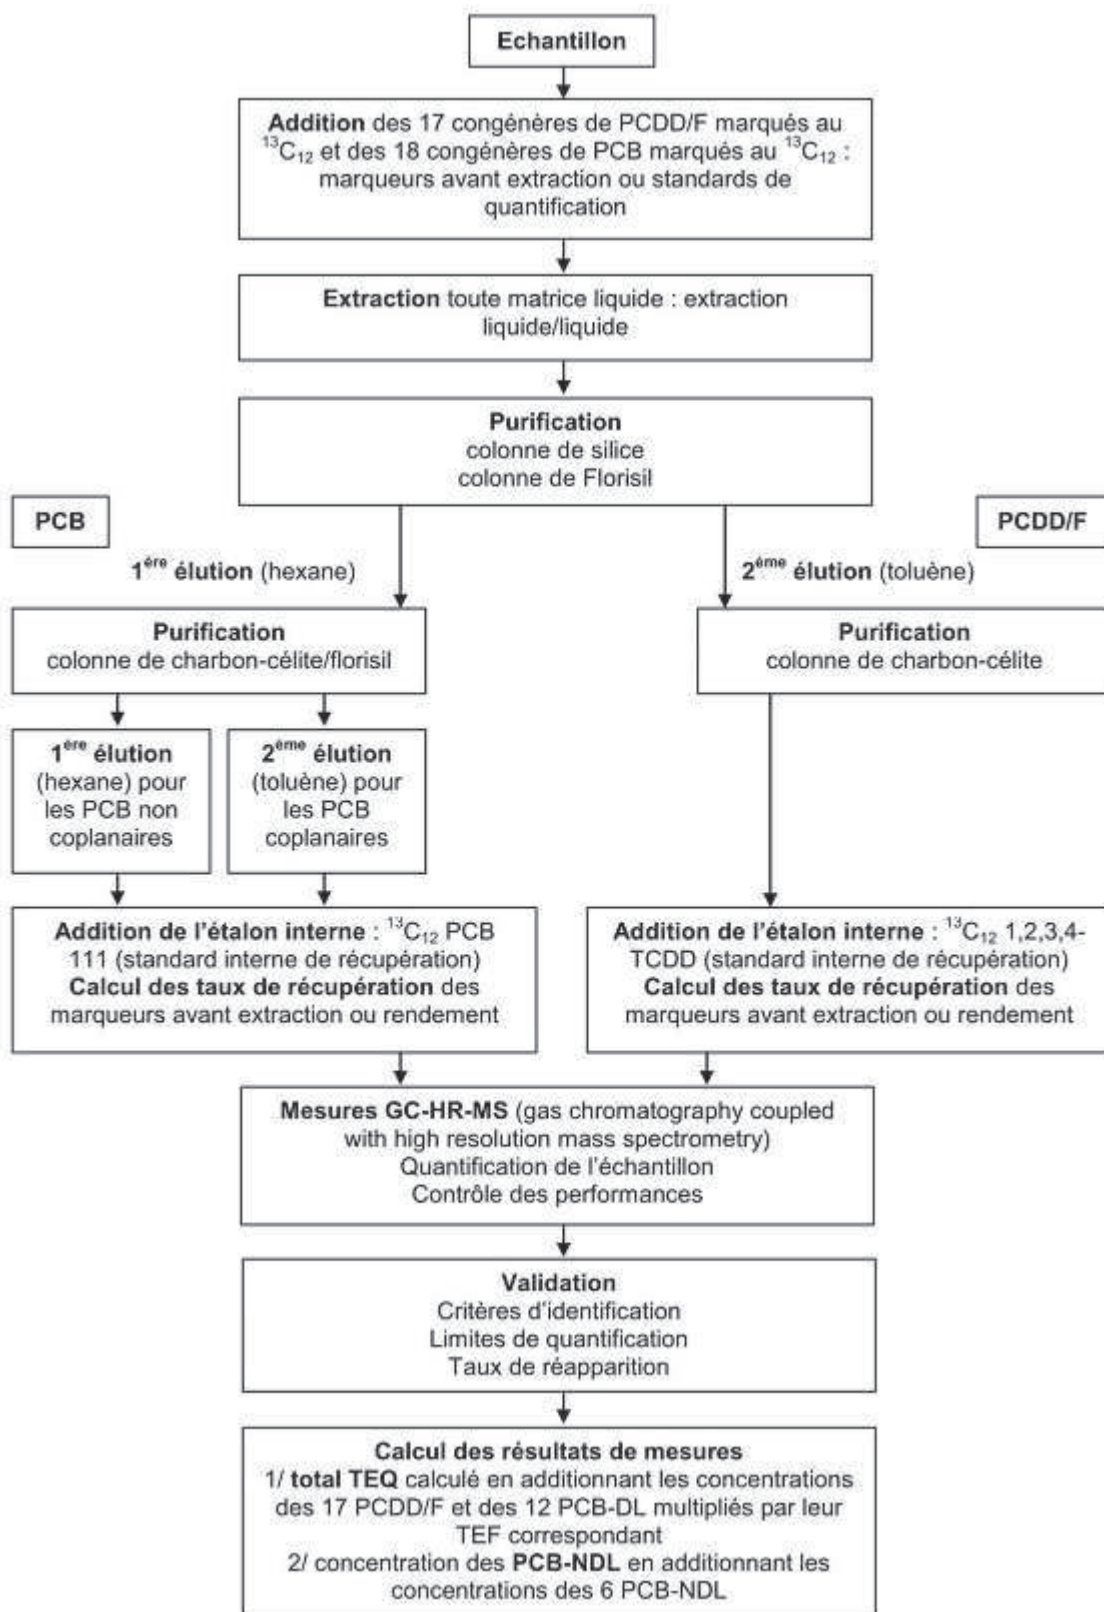 Echantillon
Addition des 17 congénères de PCDD/F marqués au
¹³C₁₂ et des 18 congénères de PCB marqués au ¹³C₁₂ :
marqueurs avant extraction ou standards de
quantification
Extraction toute matrice liquide : extraction
liquide/liquide
Purification
colonne de silice
colonne de Florisil
PCB
PCDD/F
1ère élution (hexane)
2ème élution (toluène)
Purification
colonne de charbon-célite/florisil
Purification
colonne de charbon-célite
1ère élution
(hexane) pour
les PCB non
coplanaires
2ème élution
(toluène) pour
les PCB
coplanaires
Addition de l'étalon interne : ¹³C₁₂ PCB
111 (standard interne de récupération)
Calcul des taux de récupération des
marqueurs avant extraction ou rendement
Addition de l'étalon interne : ¹³C₁₂ 1,2,3,4-
TCDD (standard interne de récupération)
Calcul des taux de récupération des
marqueurs avant extraction ou rendement
Mesures GC-HR-MS (gas chromatography coupled
with high resolution mass spectrometry)
Quantification de l'échantillon
Contrôle des performances
Validation
Critères d'identification
Limites de quantification
Taux de réapparition
Calcul des résultats de mesures
1/ total TEQ calculé en additionnant les concentrations
des 17 PCDD/F et des 12 PCB-DL multipliés par leur
TEF correspondant
2/ concentration des PCB-NDL en additionnant les
concentrations des 6 PCB-NDL